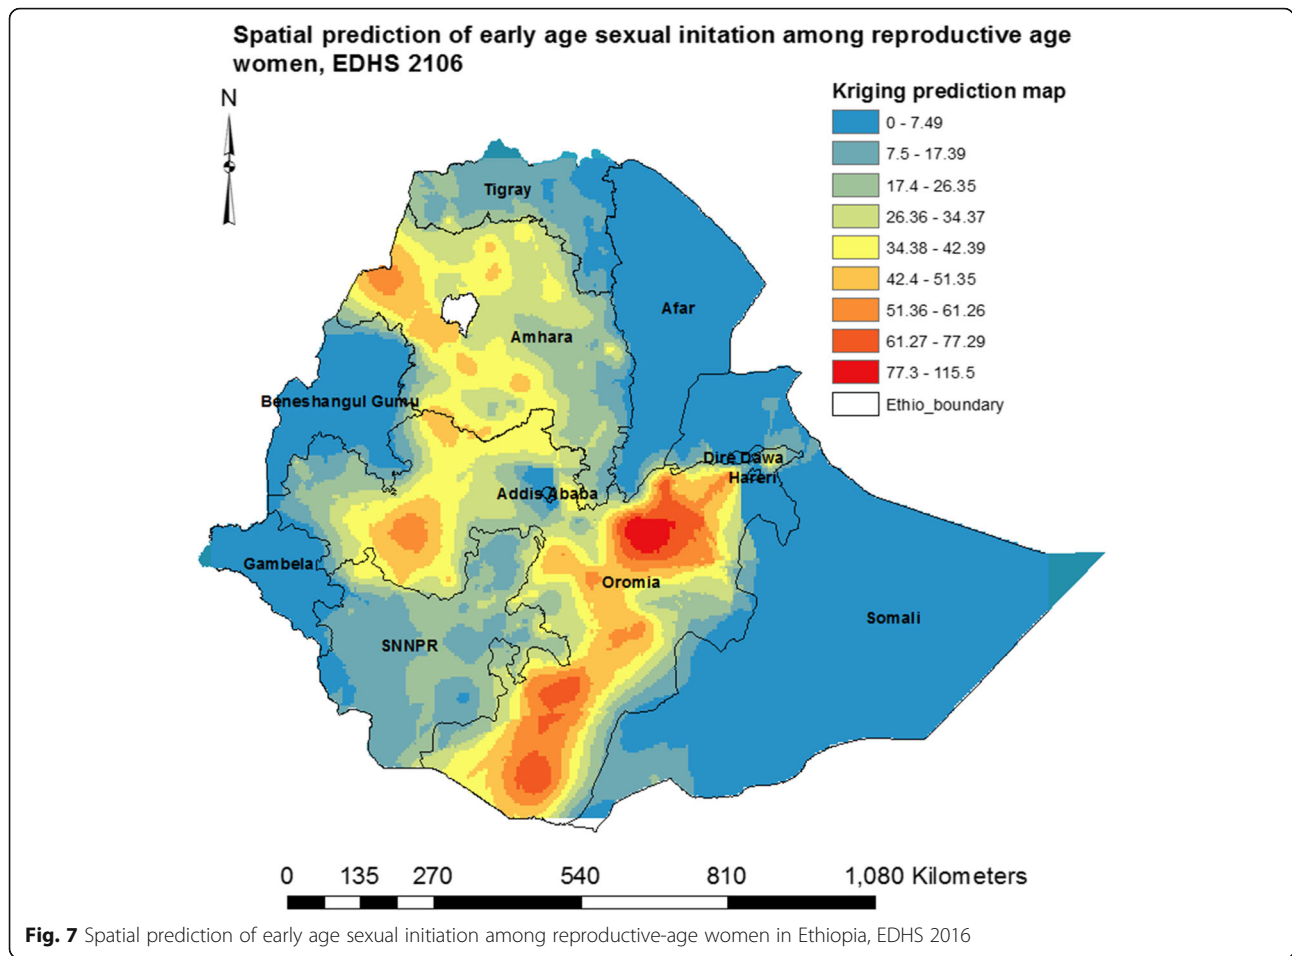 Spatial prediction of early age sexual initation among reproductive age
women, EDHS 2106
N
Kriging prediction map
0 - 7.49
7.5 - 17.39
17.4 - 26.35
26.36 - 34.37
34.38 - 42.39
42.4 - 51.35
51.36 - 61.26
61.27 - 77.29
77.3 - 115.5
Ethio_boundary
Tigray
Afar
Amhara
Beneshangul Gumu
Dire Dawa
Hareri
Addis Ababa
Gambela
Oromia
Somali
SNNPR
0 135 270 540 810 1,080 Kilometers
Fig. 7 Spatial prediction of early age sexual initiation among reproductive-age women in Ethiopia, EDHS 2016